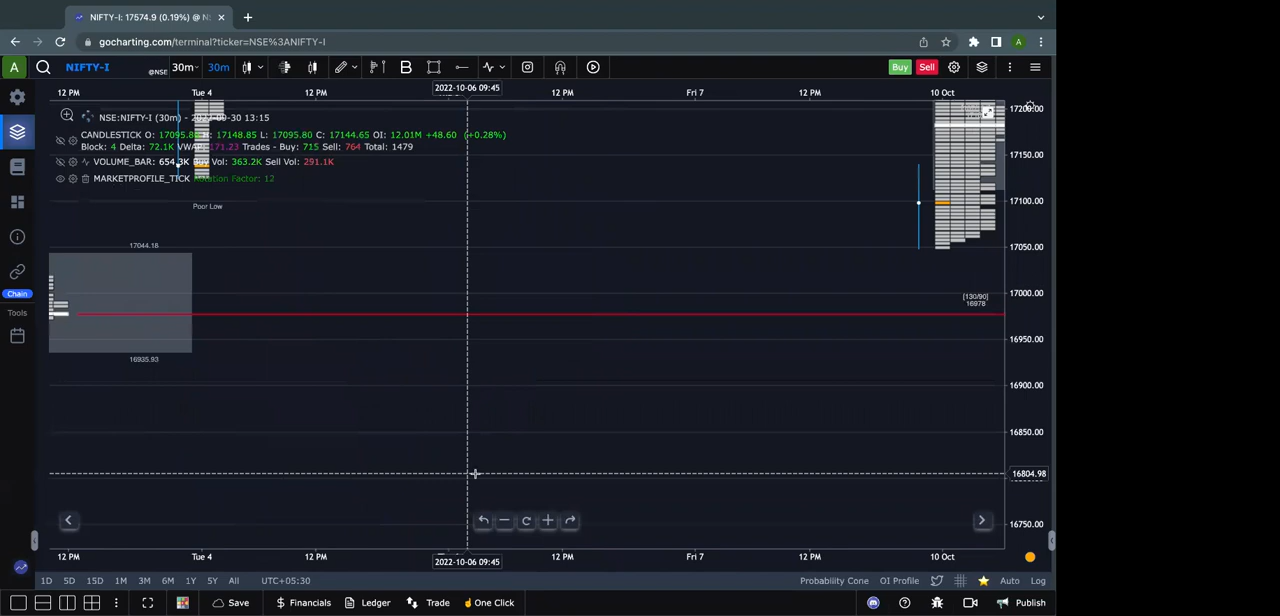 NIFTY-I: 17574.9 (0.19%) @ N
gocharting.com/terminal?ticker=NSE%3ANIFTY-I
A
A NIFTY-I @NSE 30m 30m B Buy Sell
2022-10-06 09:45
12 PM Tue 4 12 PM 12 PM Fri 7 12 PM 10 Oct
NSE:NIFTY-I (30m) - 2022-09-30 13:15
CANDLESTICK O: 17095.80 H: 17148.85 L: 17095.80 C: 17144.65 OI: 12.01M +48.60 (+0.28%)
Block: 4 Delta: 72.1K Trades - Buy: 715 Sell: 764 Total: 1479
VOLUME_BAR: 654.3K Buy Vol: 363.2K Sell Vol: 291.1K
MARKETPROFILE_TICK Rotation Factor: 12
Poor Low
17044.18
16935.93
[130/90]
16978
17200.00
17150.00
17100.00
17050.00
17000.00
16950.00
16900.00
16850.00
16804.98
16750.00
Chain
Tools
12 PM Tue 4 12 PM 2022-10-06 09:45 12 PM Fri 7 12 PM 10 Oct
1D 5D 15D 1M 3M 6M 1Y 5Y All UTC+05:30 Probability Cone OI Profile Auto Log
Save $ Financials Ledger Trade One Click Publish